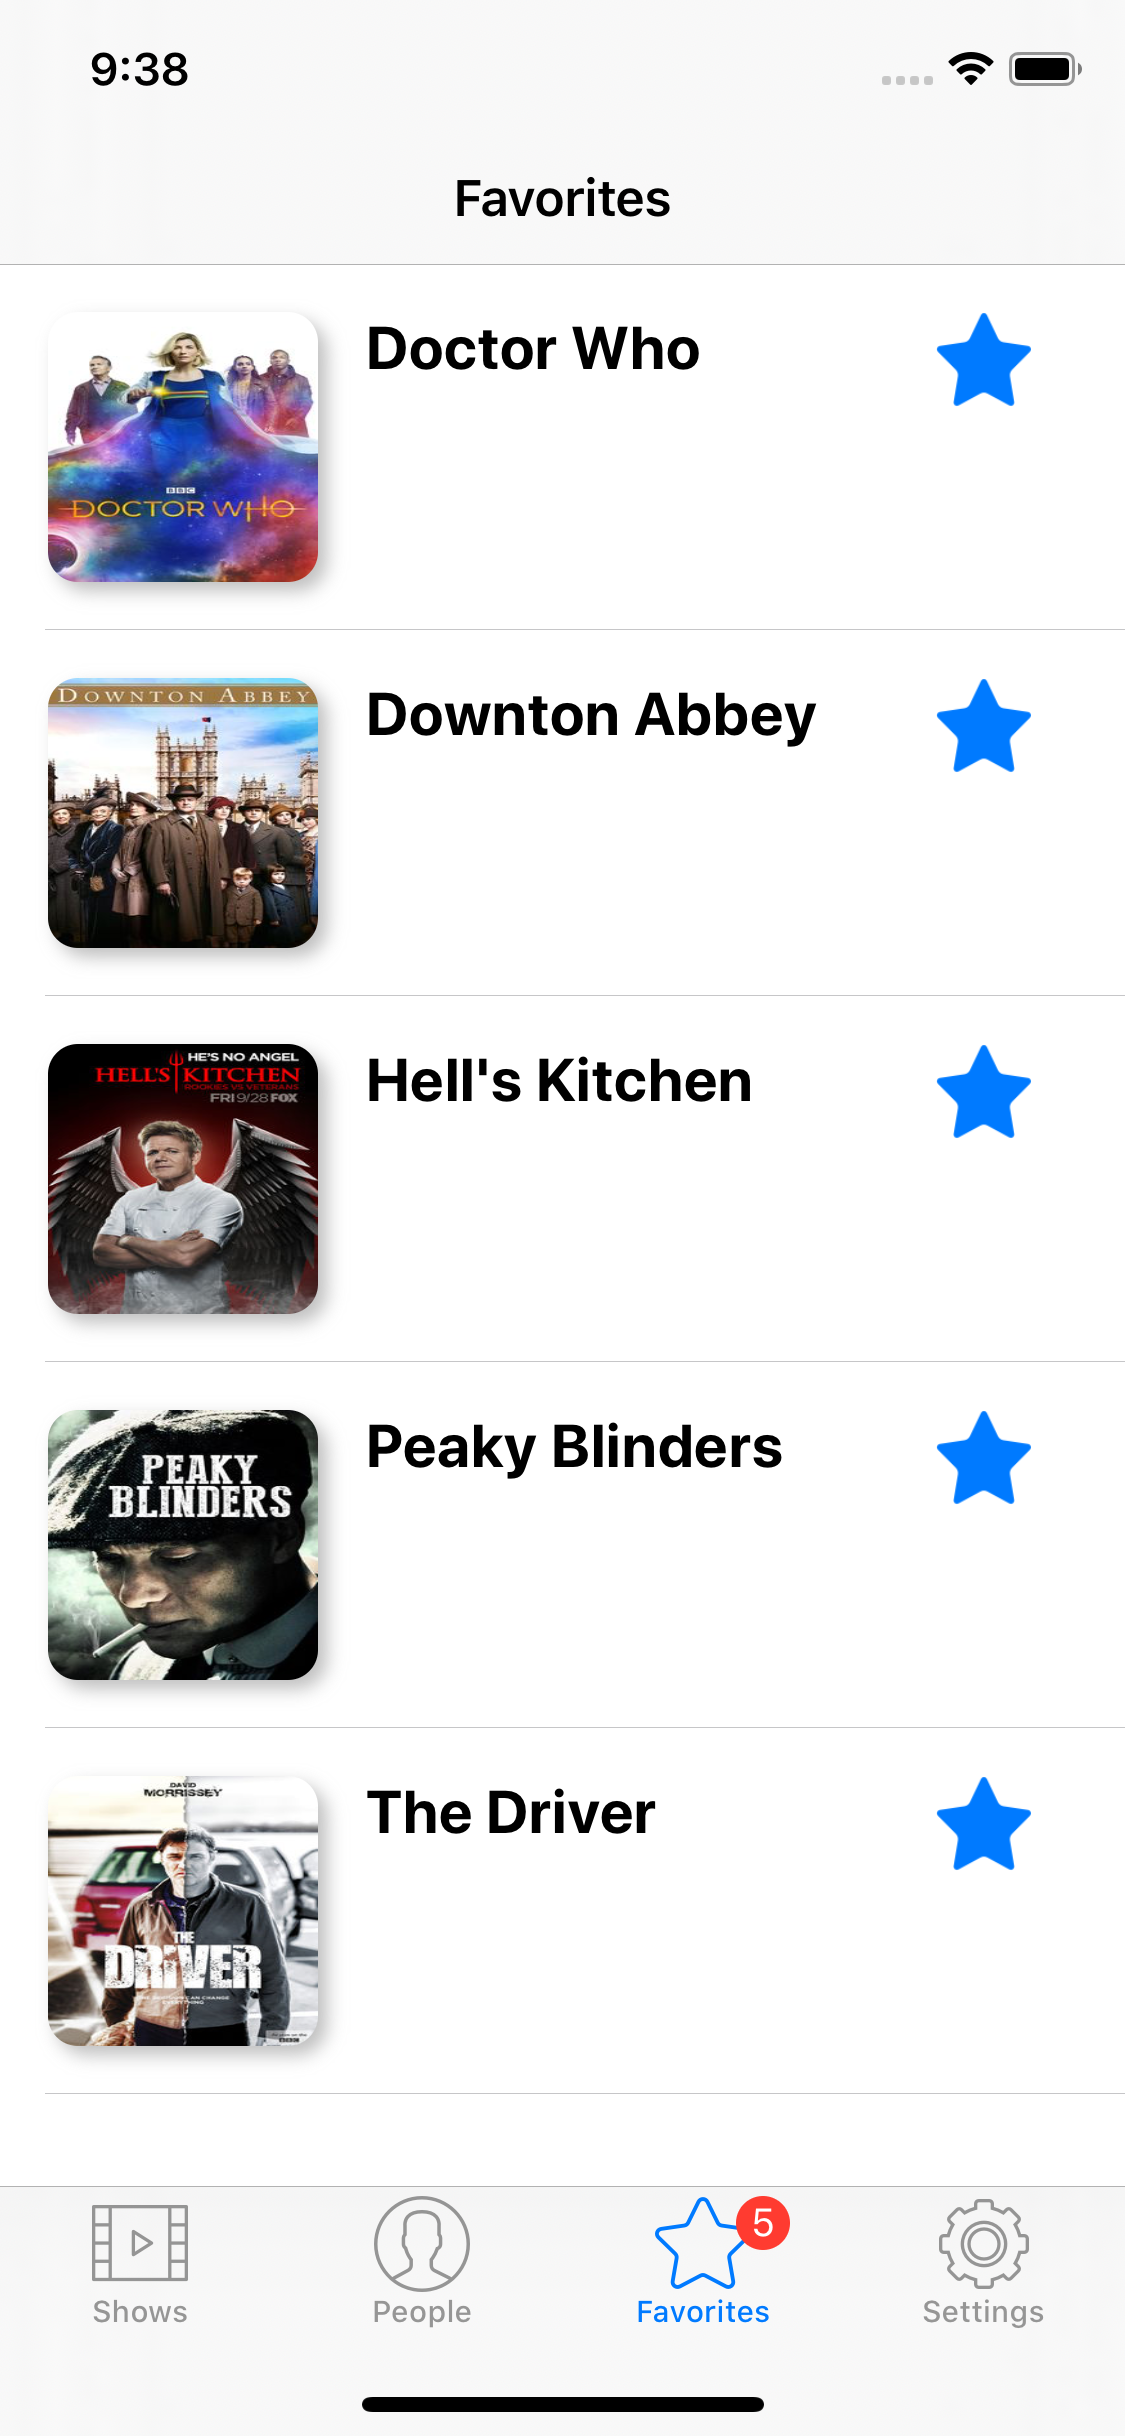 9:38
Favorites
Doctor Who
BBC
DOCTOR WHO
Downton Abbey
DOWNTON ABBEY
Hell's Kitchen
HE'S NO ANGEL
HELL'S KITCHEN
ROOKIES VS VETERANS
FRI 9/28 FOX
Peaky Blinders
PEAKY
BLINDERS
The Driver
DAVID
MORRISSEY
THE
DRIVER
BBC
5
Shows
People
Favorites
Settings